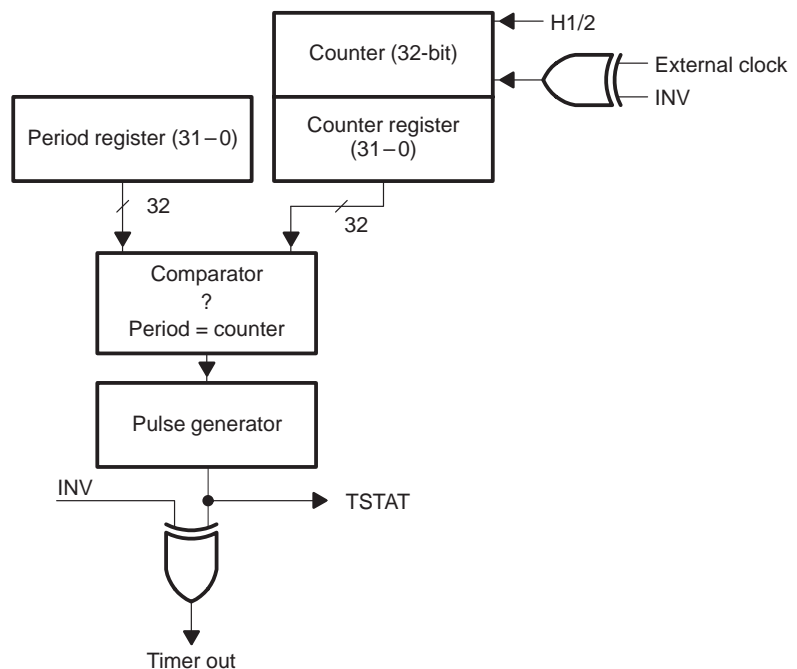 H1/2
Counter (32-bit)
External clock
INV
Period register (31–0)
Counter register
(31–0)
32
32
Comparator
?
Period = counter
Pulse generator
INV
TSTAT
Timer out